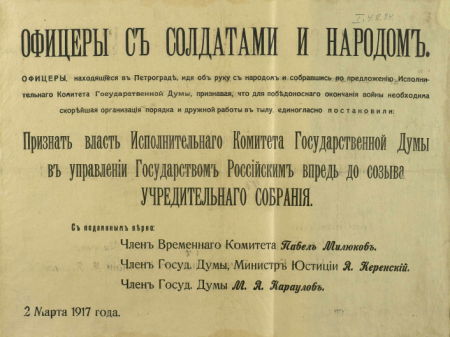 ОФИЦЕРЫ СЪ СОЛДАТАМИ И НАРОДОМЪ.
ОФИЦЕРЫ, находящіеся въ Петроградѣ, идя объ руку съ народомъ и собравшись по предложенію Исполни-
тельнаго Комитета Государственной Думы, признавая, что для побѣдоноснаго окончанія войны необходима
скорѣйшая организація порядка и дружной работы въ тылу, единогласно постановили:
Признать власть Исполнительнаго Комитета Государственной Думы
въ управленіи Государствомъ Россійскимъ впредь до созыва
УЧРЕДИТЕЛЬНАГО СОБРАНІЯ.
Съ подлиннымъ вѣрно:
Членъ Временнаго Комитета Павелъ Милюковъ.
Членъ Госуд. Думы, Министръ Юстиціи А. Керенскій.
Членъ Госуд. Думы М. А. Карауловъ.
2 Марта 1917 года.